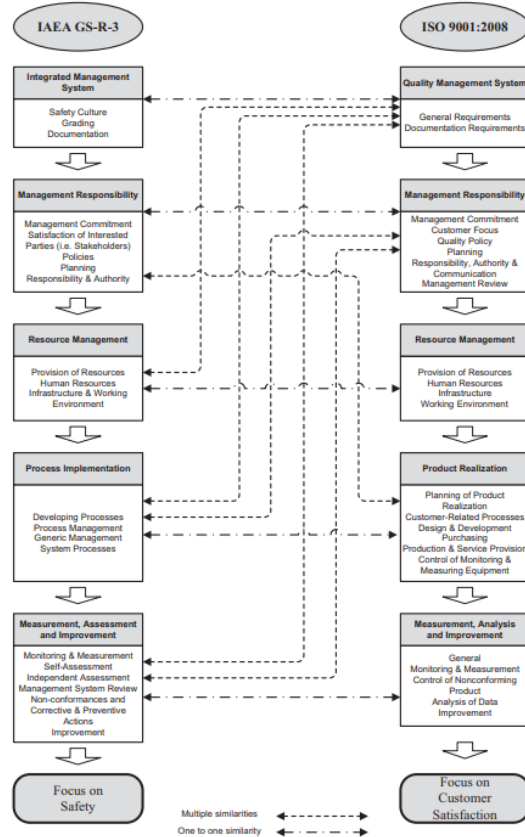 IAEA GS-R-3
Integrated Management
System
Safety Culture
Grading
Documentation
Management Responsibility
Management Commitment
Satisfaction of Interested
Parties (i.e. Stakeholders)
Policies
Planning
Responsibility & Authority
Resource Management
Provision of Resources
Human Resources
Infrastructure & Working
Environment
Process Implementation
Developing Processes
Process Management
Generic Management
System Processes
Measurement, Assessment
and Improvement
Monitoring & Measurement
Self-Assessment
Independent Assessment
Management System Review
Non-conformances and
Corrective & Preventive
Actions
Improvement
Focus on
Safety
ISO 9001:2008
Quality Management System
General Requirements
Documentation Requirements
Management Responsibility
Management Commitment
Customer Focus
Quality Policy
Planning
Responsibility, Authority &
Communication
Management Review
Resource Management
Provision of Resources
Human Resources
Infrastructure
Working Environment
Product Realization
Planning of Product
Realization
Customer-Related Processes
Design & Development
Purchasing
Production & Service Provision
Control of Monitoring &
Measuring Equipment
Measurement, Analysis
and Improvement
General
Monitoring & Measurement
Control of Nonconforming
Product
Analysis of Data
Improvement
Focus on
Customer
Satisfaction
Multiple similarities
One to one similarity